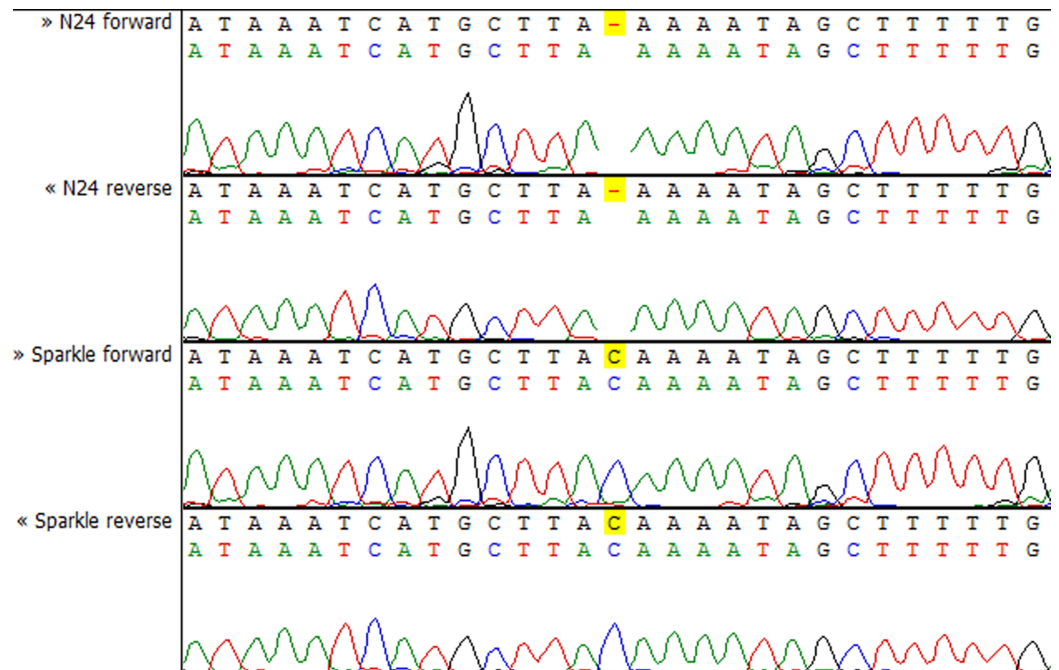 » N24 forward A T A A A T C A T G C T T A - A A A A T A G C T T T T T G
A T A A A T C A T G C T T A A A A A T A G C T T T T T G
« N24 reverse A T A A A T C A T G C T T A - A A A A T A G C T T T T T G
A T A A A T C A T G C T T A A A A A T A G C T T T T T G
» Sparkle forward A T A A A T C A T G C T T A C A A A A T A G C T T T T T G
A T A A A T C A T G C T T A C A A A A T A G C T T T T T G
« Sparkle reverse A T A A A T C A T G C T T A C A A A A T A G C T T T T T G
A T A A A T C A T G C T T A C A A A A T A G C T T T T T G